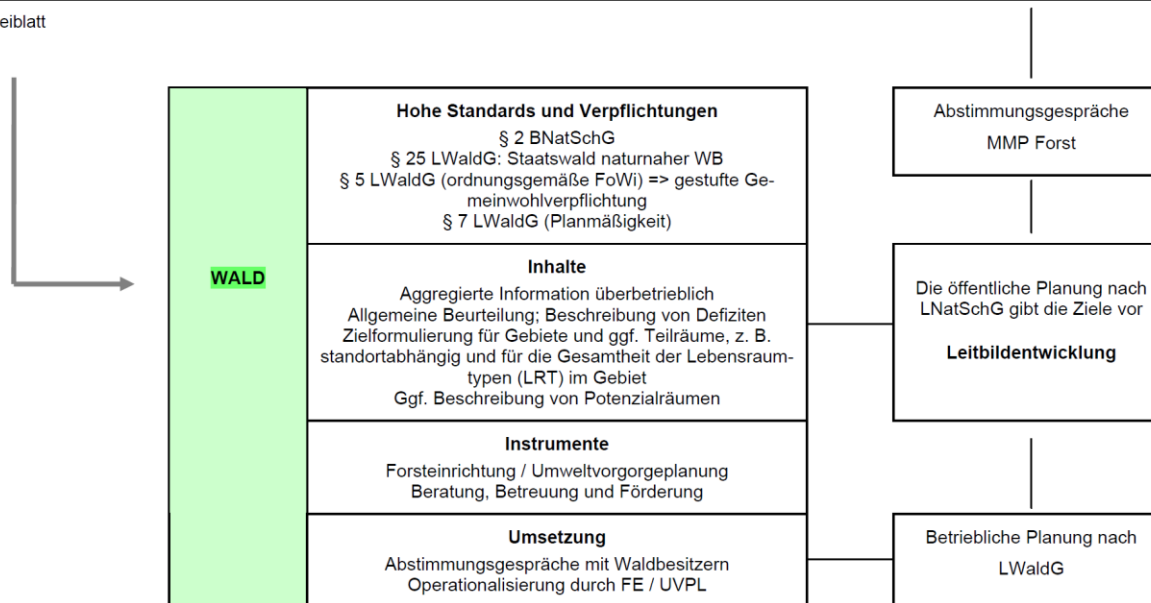 eiblatt
WALD
Hohe Standards und Verpflichtungen
§ 2 BNatSchG
§ 25 LWaldG: Staatswald naturnaher WB
§ 5 LWaldG (ordnungsgemäße FoWi) => gestufte Ge-
meinwohlverpflichtung
§ 7 LWaldG (Planmäßigkeit)
Inhalte
Aggregierte Information überbetrieblich
Allgemeine Beurteilung; Beschreibung von Defiziten
Zielformulierung für Gebiete und ggf. Teilräume, z. B.
standortabhängig und für die Gesamtheit der Lebensraum-
typen (LRT) im Gebiet
Ggf. Beschreibung von Potenzialräumen
Instrumente
Forsteinrichtung / Umweltvorgorgeplanung
Beratung, Betreuung und Förderung
Umsetzung
Abstimmungsgespräche mit Waldbesitzern
Operationalisierung durch FE / UVPL
Abstimmungsgespräche
MMP Forst
Die öffentliche Planung nach
LNatSchG gibt die Ziele vor
Leitbildentwicklung
Betriebliche Planung nach
LWaldG